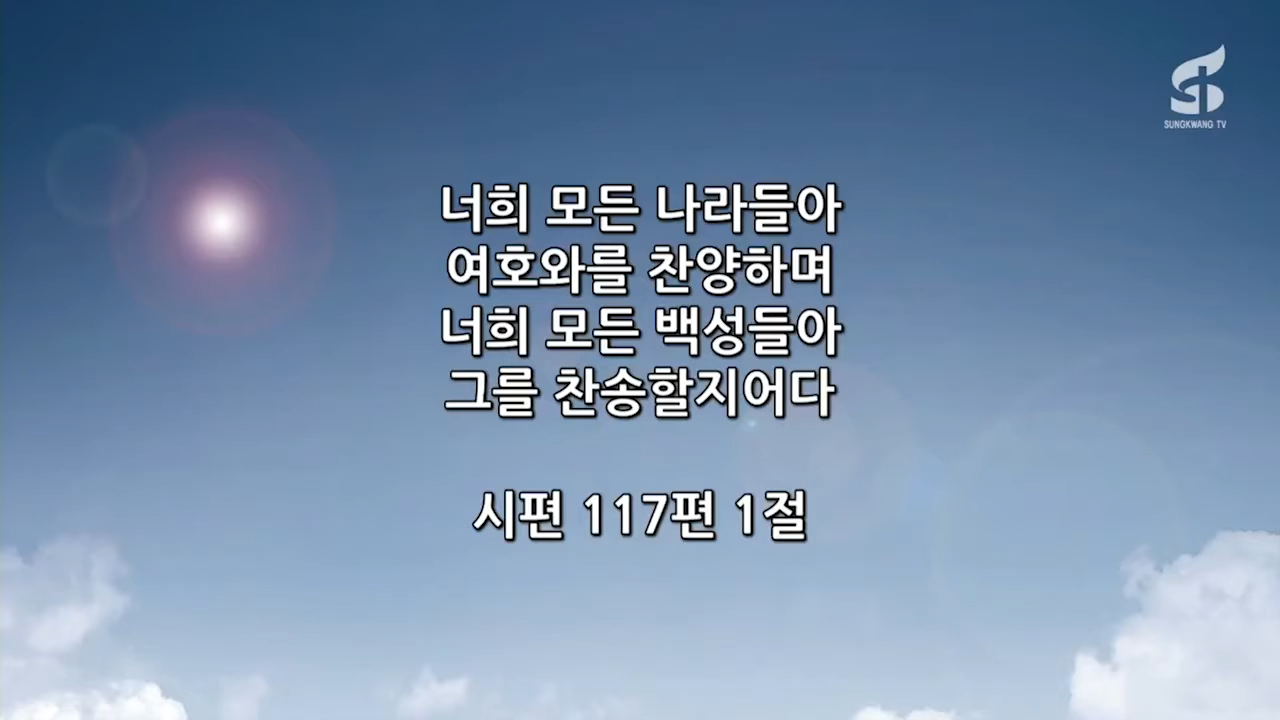 SUNGKWANG TV
너희 모든 나라들아
여호와를 찬양하며
너희 모든 백성들아
그를 찬송할지어다
시편 117편 1절